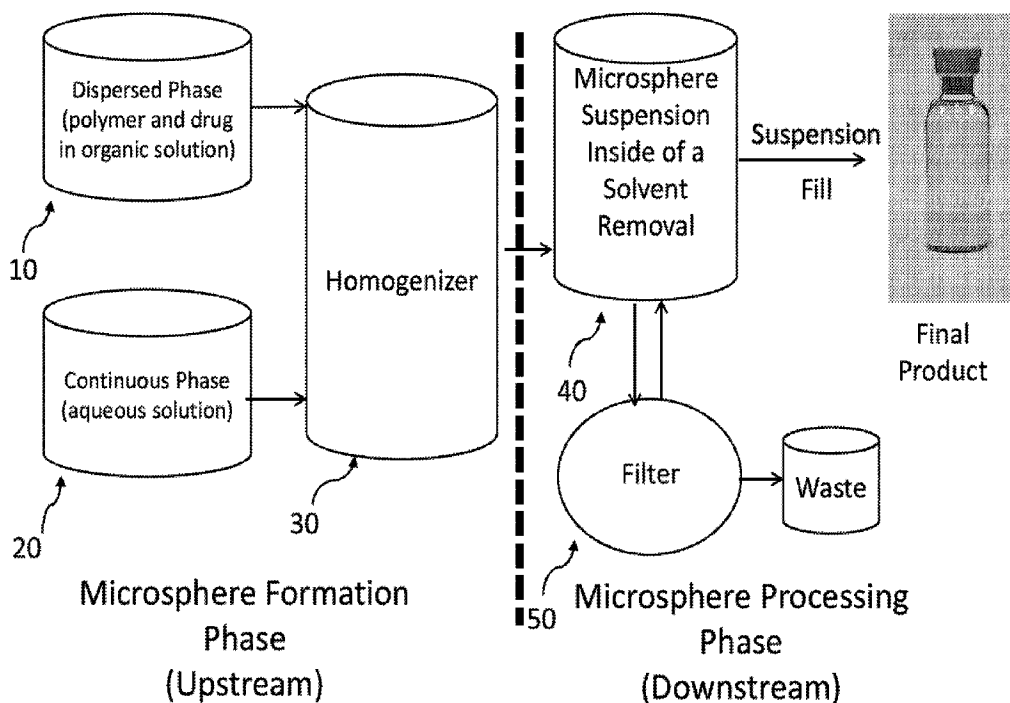 Dispersed Phase
(polymer and drug
in organic solution)
10
Continuous Phase
(aqueous solution)
20
Homogenizer
30
Microsphere Formation
Phase
(Upstream)
Microsphere
Suspension
Inside of a
Solvent
Removal
40
Suspension
Fill
Final
Product
Filter
50
Waste
Microsphere Processing
Phase
(Downstream)